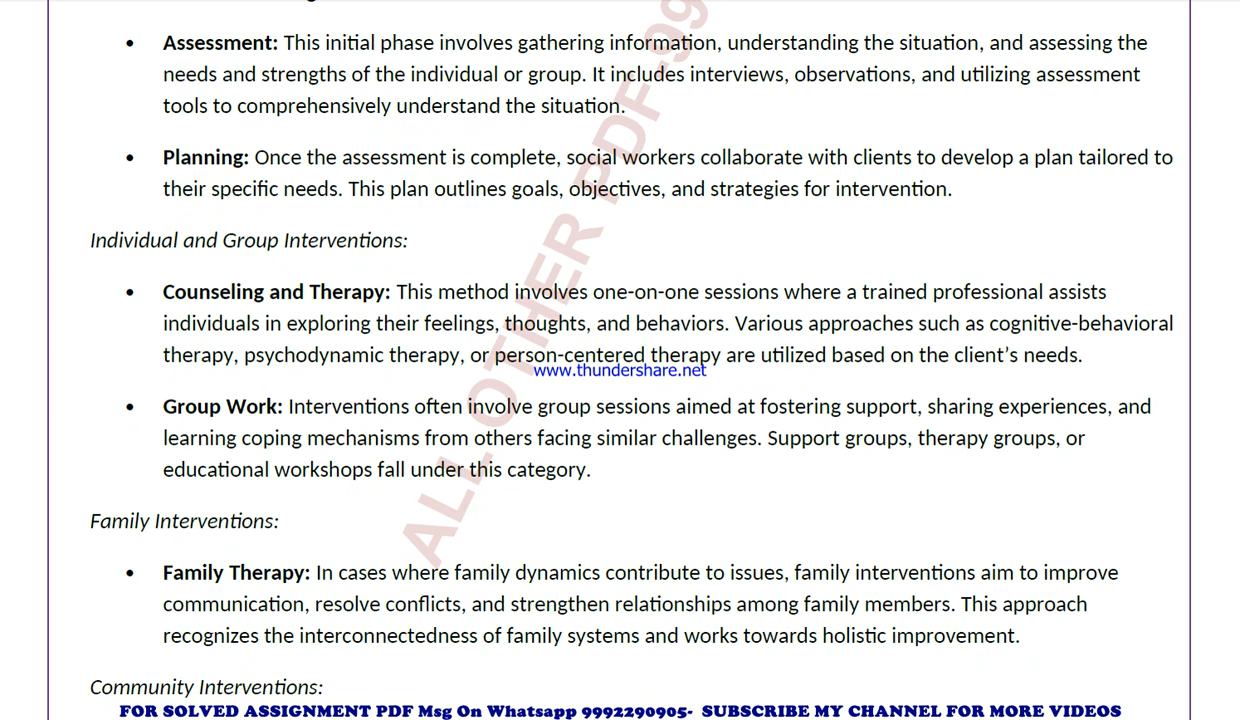 • Assessment: This initial phase involves gathering information, understanding the situation, and assessing the
needs and strengths of the individual or group. It includes interviews, observations, and utilizing assessment
tools to comprehensively understand the situation.
• Planning: Once the assessment is complete, social workers collaborate with clients to develop a plan tailored to
their specific needs. This plan outlines goals, objectives, and strategies for intervention.
Individual and Group Interventions:
• Counseling and Therapy: This method involves one-on-one sessions where a trained professional assists
individuals in exploring their feelings, thoughts, and behaviors. Various approaches such as cognitive-behavioral
therapy, psychodynamic therapy, or person-centered therapy are utilized based on the client’s needs.
www.thundershare.net
• Group Work: Interventions often involve group sessions aimed at fostering support, sharing experiences, and
learning coping mechanisms from others facing similar challenges. Support groups, therapy groups, or
educational workshops fall under this category.
Family Interventions:
• Family Therapy: In cases where family dynamics contribute to issues, family interventions aim to improve
communication, resolve conflicts, and strengthen relationships among family members. This approach
recognizes the interconnectedness of family systems and works towards holistic improvement.
Community Interventions:
FOR SOLVED ASSIGNMENT PDF Msg On Whatsapp 9992290905- SUBSCRIBE MY CHANNEL FOR MORE VIDEOS
ALL OTHER PDF-99